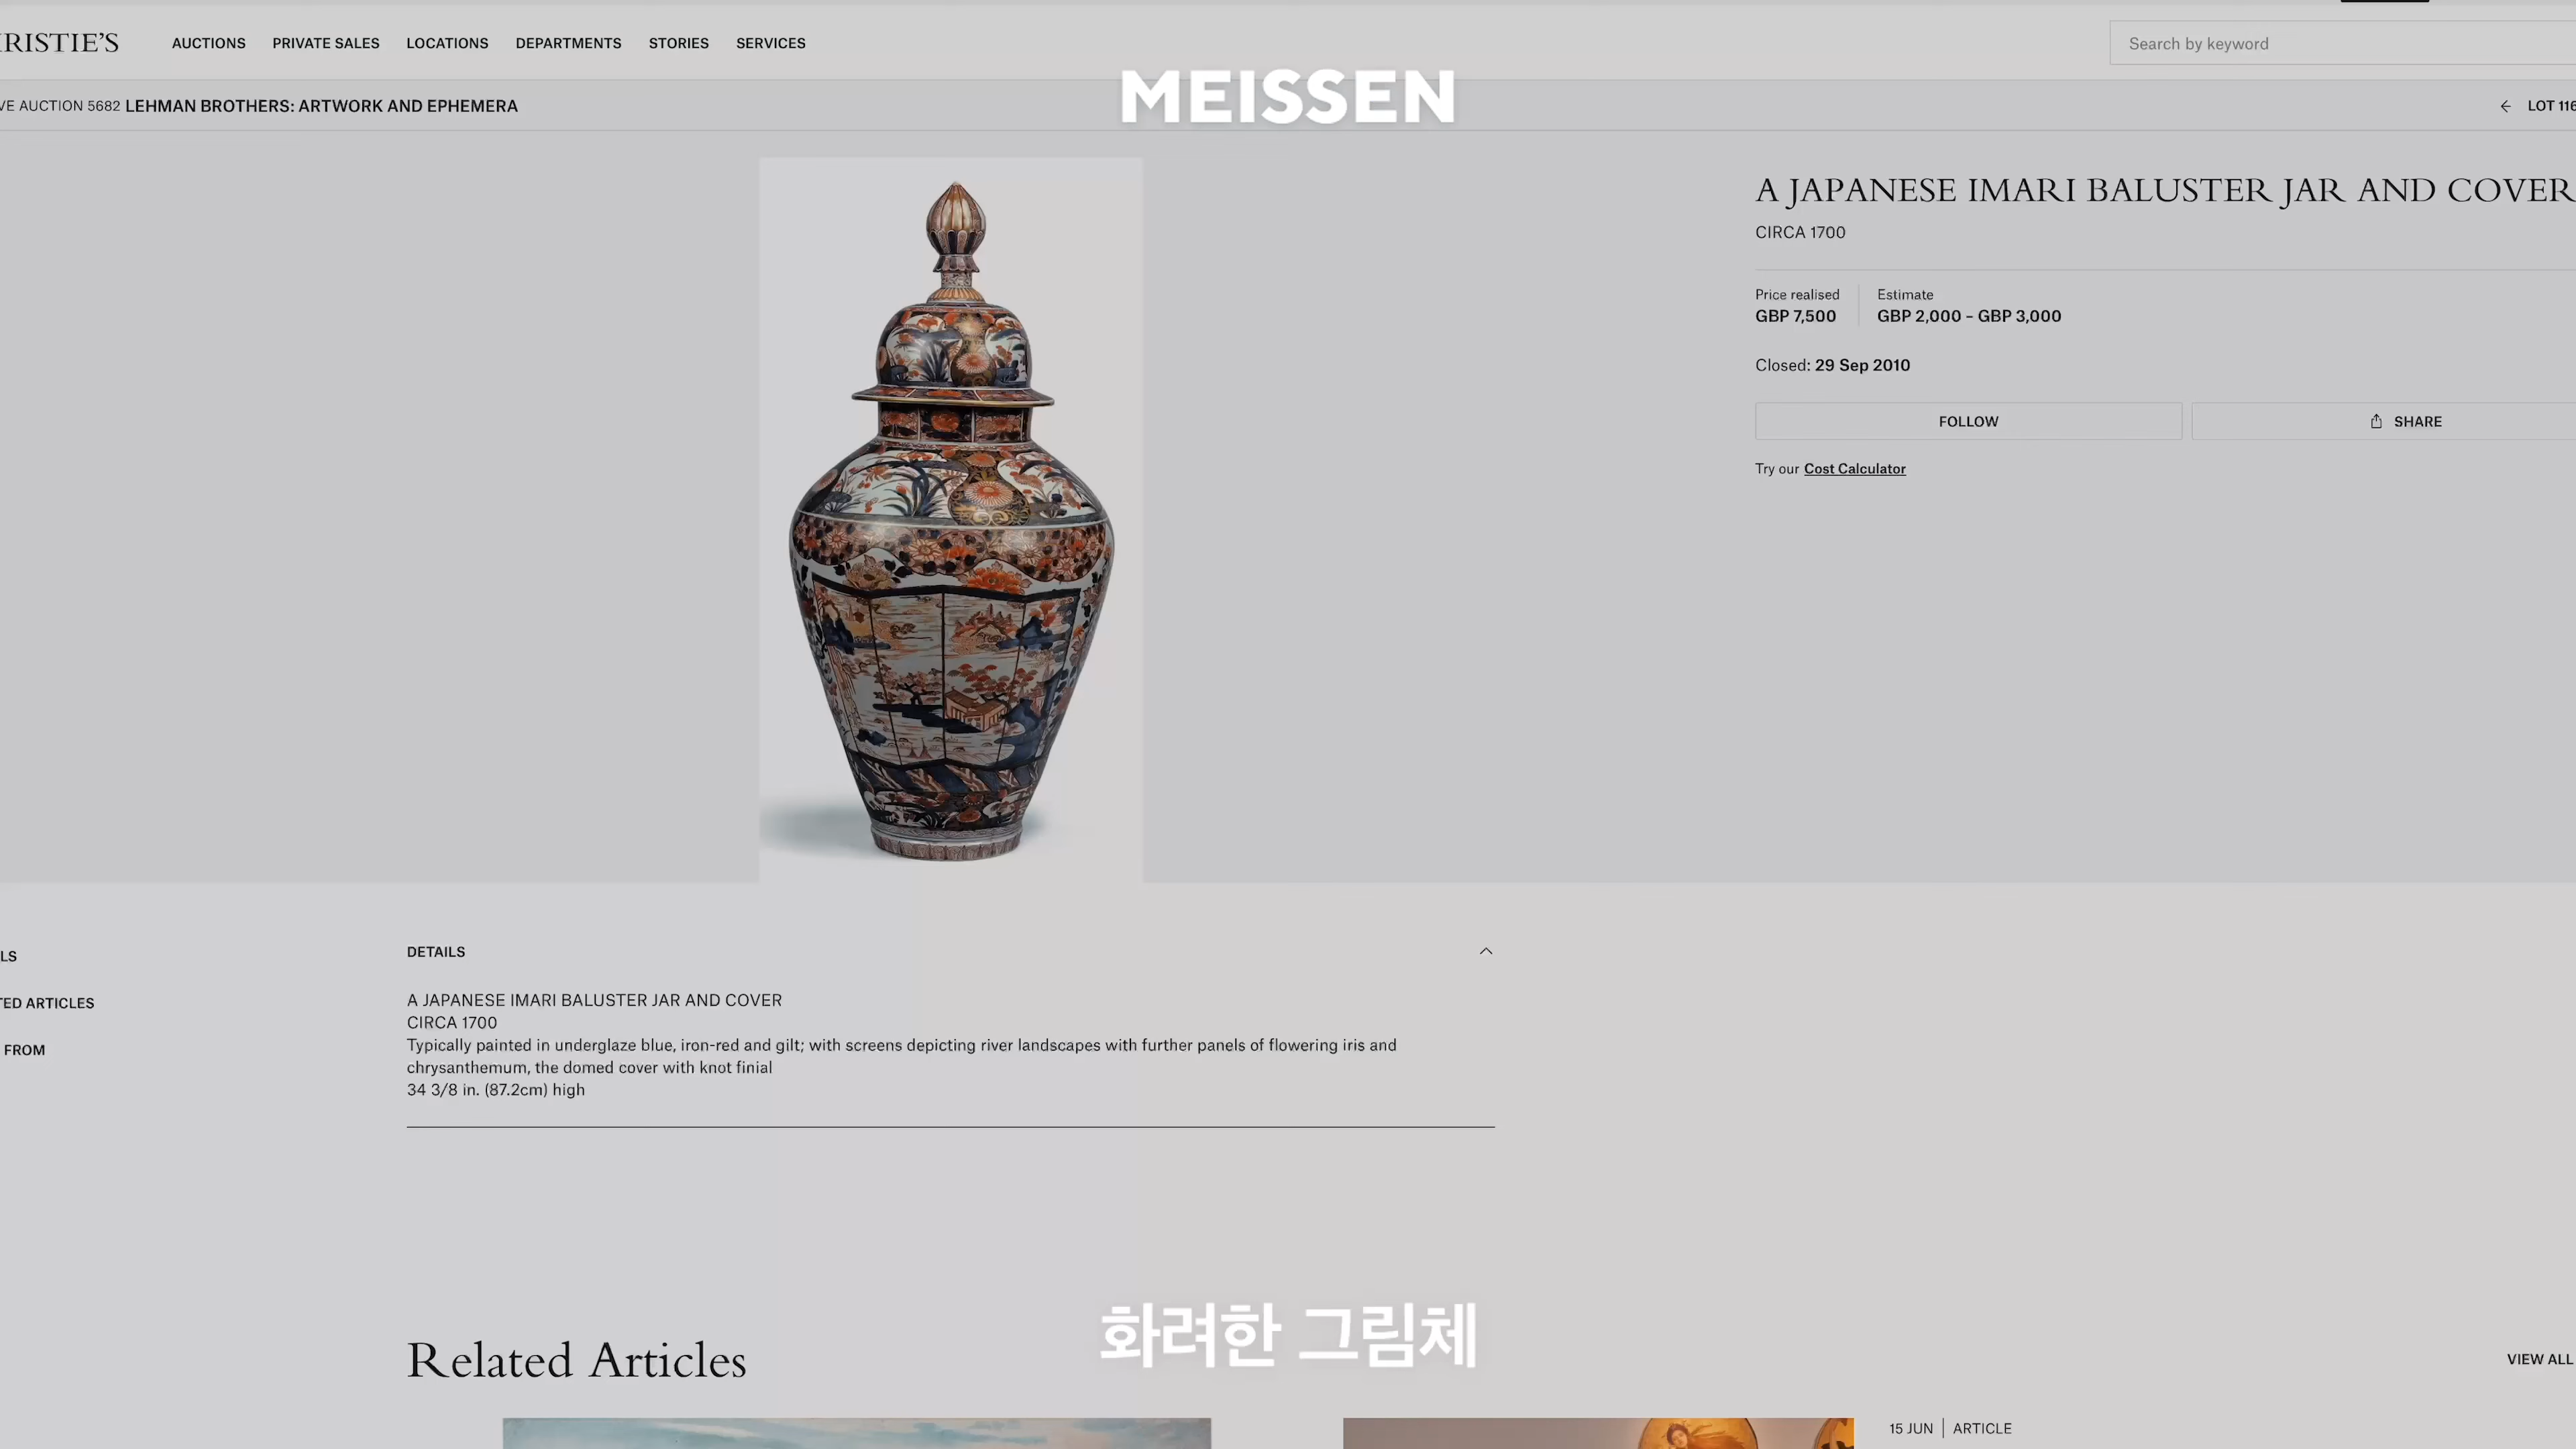 RISTIE'S
AUCTIONS PRIVATE SALES LOCATIONS DEPARTMENTS STORIES SERVICES
Search by keyword
MEISSEN
VE AUCTION 5682 LEHMAN BROTHERS: ARTWORK AND EPHEMERA
← LOT 116
A JAPANESE IMARI BALUSTER JAR AND COVER
CIRCA 1700
Price realised
GBP 7,500
Estimate
GBP 2,000 – GBP 3,000
Closed: 29 Sep 2010
FOLLOW
SHARE
Try our Cost Calculator
LS
TED ARTICLES
FROM
DETAILS
A JAPANESE IMARI BALUSTER JAR AND COVER
CIRCA 1700
Typically painted in underglaze blue, iron-red and gilt; with screens depicting river landscapes with further panels of flowering iris and
chrysanthemum, the domed cover with knot finial
34 3/8 in. (87.2cm) high
화려한 그림체
Related Articles
VIEW ALL
15 JUN | ARTICLE